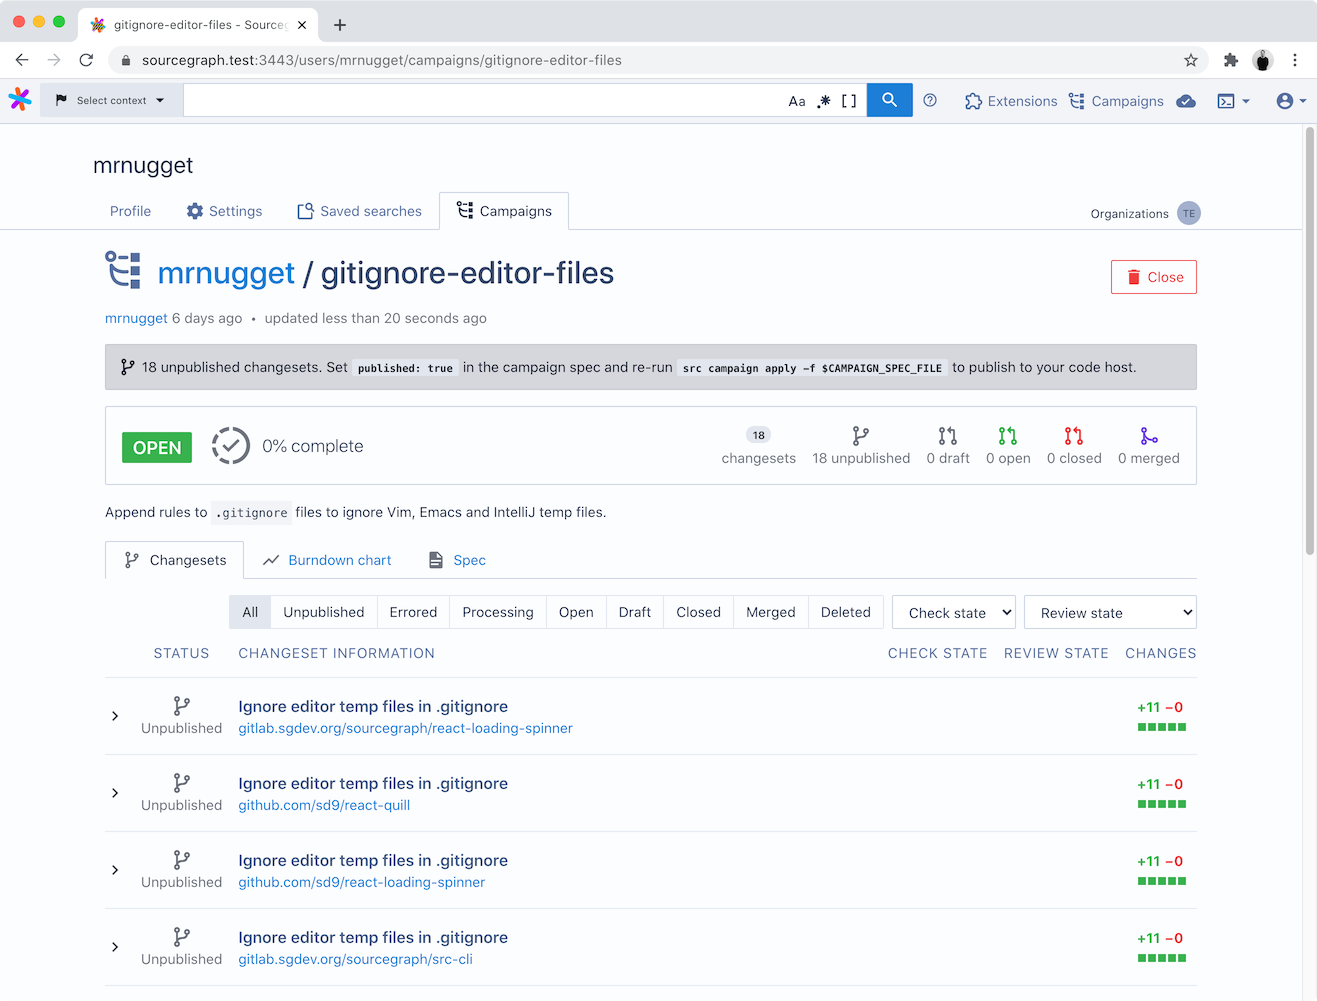 gitignore-editor-files - Source
sourcegraph.test:3443/users/mrnugget/campaigns/gitignore-editor-files
Select context
Aa .* [ ]
Extensions
Campaigns
mrnugget
Profile
Settings
Saved searches
Campaigns
Organizations
TE
mrnugget / gitignore-editor-files
Close
mrnugget 6 days ago • updated less than 20 seconds ago
18 unpublished changesets. Set published: true in the campaign spec and re-run src campaign apply -f $CAMPAIGN_SPEC_FILE to publish to your code host.
OPEN
0% complete
18
changesets
18 unpublished
0 draft
0 open
0 closed
0 merged
Append rules to .gitignore files to ignore Vim, Emacs and IntelliJ temp files.
Changesets
Burndown chart
Spec
All
Unpublished
Errored
Processing
Open
Draft
Closed
Merged
Deleted
Check state
Review state
STATUS
CHANGESET INFORMATION
CHECK STATE
REVIEW STATE
CHANGES
Unpublished
Ignore editor temp files in .gitignore
gitlab.sgdev.org/sourcegraph/react-loading-spinner
+11 −0
Unpublished
Ignore editor temp files in .gitignore
github.com/sd9/react-quill
+11 −0
Unpublished
Ignore editor temp files in .gitignore
github.com/sd9/react-loading-spinner
+11 −0
Unpublished
Ignore editor temp files in .gitignore
gitlab.sgdev.org/sourcegraph/src-cli
+11 −0